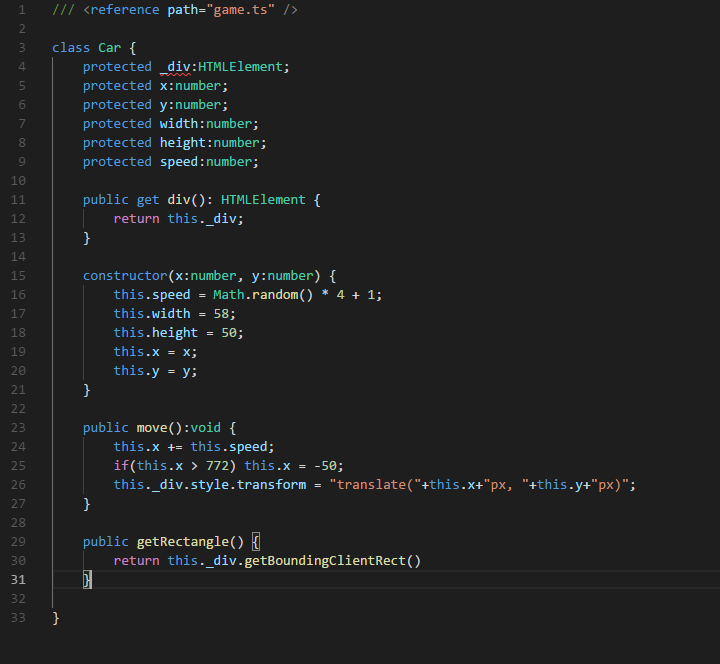 1 /// <reference path="game.ts" />
2
3 class Car {
4     protected _div:HTMLElement;
5     protected x:number;
6     protected y:number;
7     protected width:number;
8     protected height:number;
9     protected speed:number;
10
11     public get div(): HTMLElement {
12         return this._div;
13     }
14
15     constructor(x:number, y:number) {
16         this.speed = Math.random() * 4 + 1;
17         this.width = 58;
18         this.height = 50;
19         this.x = x;
20         this.y = y;
21     }
22
23     public move():void {
24         this.x += this.speed;
25         if(this.x > 772) this.x = -50;
26         this._div.style.transform = "translate("+this.x+"px, "+this.y+"px)";
27     }
28
29     public getRectangle() {
30         return this._div.getBoundingClientRect()
31     }
32
33 }